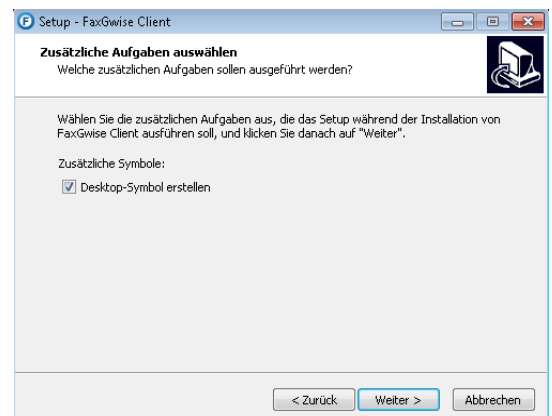 Setup - FaxGwise Client
Zusätzliche Aufgaben auswählen
Welche zusätzlichen Aufgaben sollen ausgeführt werden?
Wählen Sie die zusätzlichen Aufgaben aus, die das Setup während der Installation von
FaxGwise Client ausführen soll, und klicken Sie danach auf "Weiter".
Zusätzliche Symbole:
Desktop-Symbol erstellen
< Zurück Weiter > Abbrechen